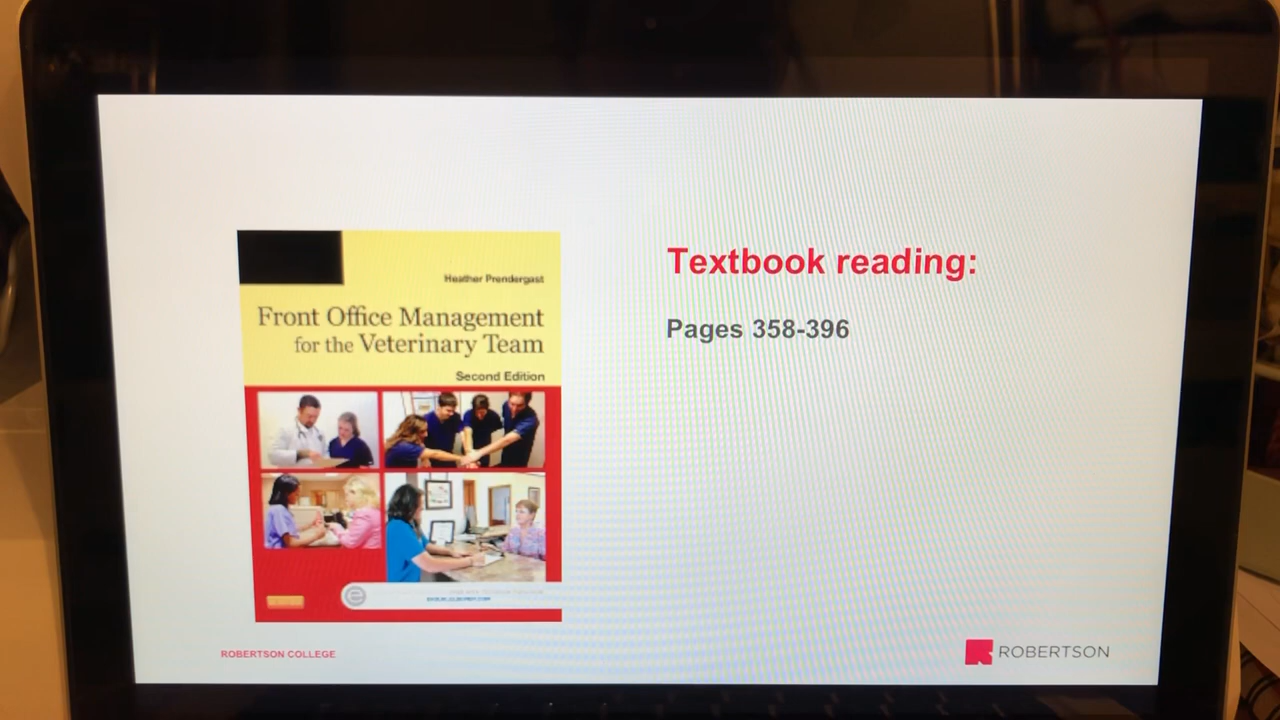 Heather Prendergast
Front Office Management
for the Veterinary Team
Second Edition
e
Textbook reading:
Pages 358-396
ROBERTSON COLLEGE
ROBERTSON